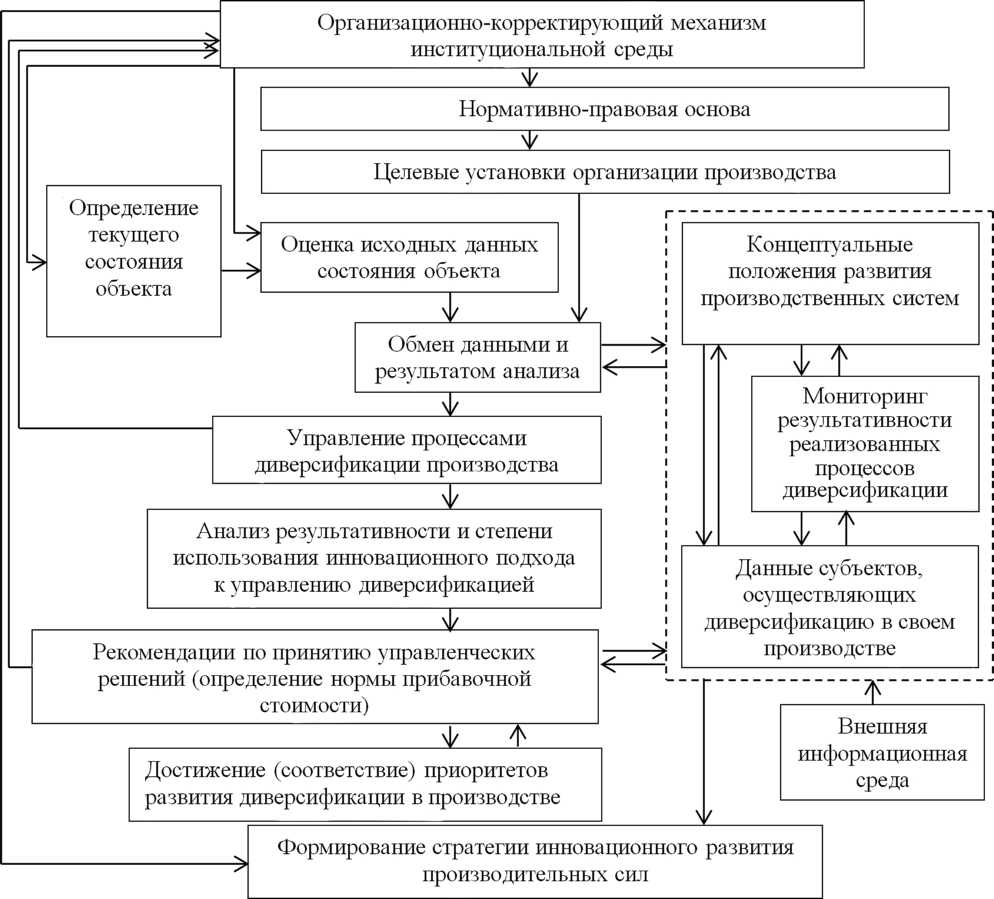 Организационно-корректирующий механизм
институциональной среды
Нормативно-правовая основа
Целевые установки организации производства
Определение
текущего
состояния
объекта
Оценка исходных данных
состояния объекта
Концептуальные
положения развития
производственных систем
Обмен данными и
результатом анализа
Мониторинг
результативности
реализованных
процессов
диверсификации
Управление процессами
диверсификации производства
Анализ результативности и степени
использования инновационного подхода
к управлению диверсификацией
Данные субъектов,
осуществляющих
диверсификацию в своем
производстве
Рекомендации по принятию управленческих
решений (определение нормы прибавочной
стоимости)
Внешняя
информационная
среда
Достижение (соответствие) приоритетов
развития диверсификации в производстве
Формирование стратегии инновационного развития
производительных сил